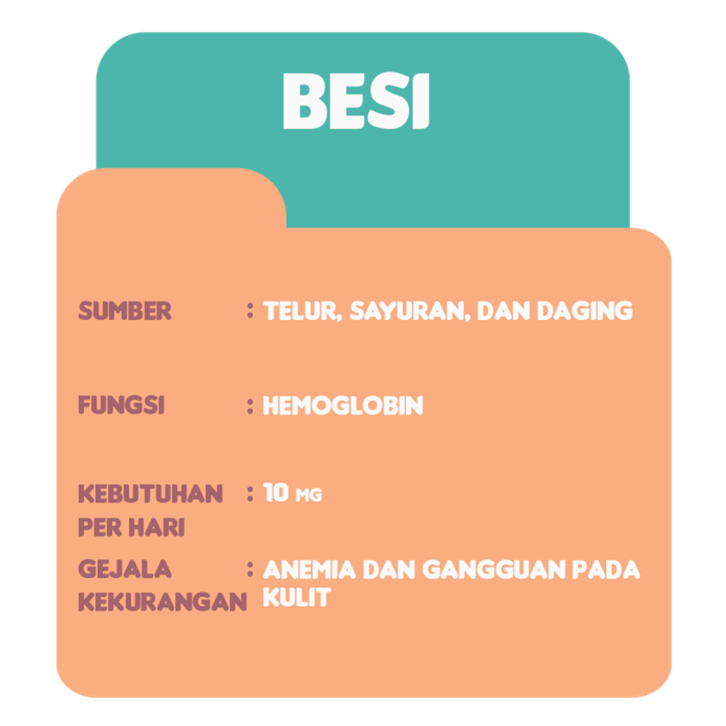 BESI
SUMBER : TELUR, SAYURAN, DAN DAGING
FUNGSI : HEMOGLOBIN
KEBUTUHAN : 10 MG
PER HARI
GEJALA : ANEMIA DAN GANGGUAN PADA
KEKURANGAN KULIT